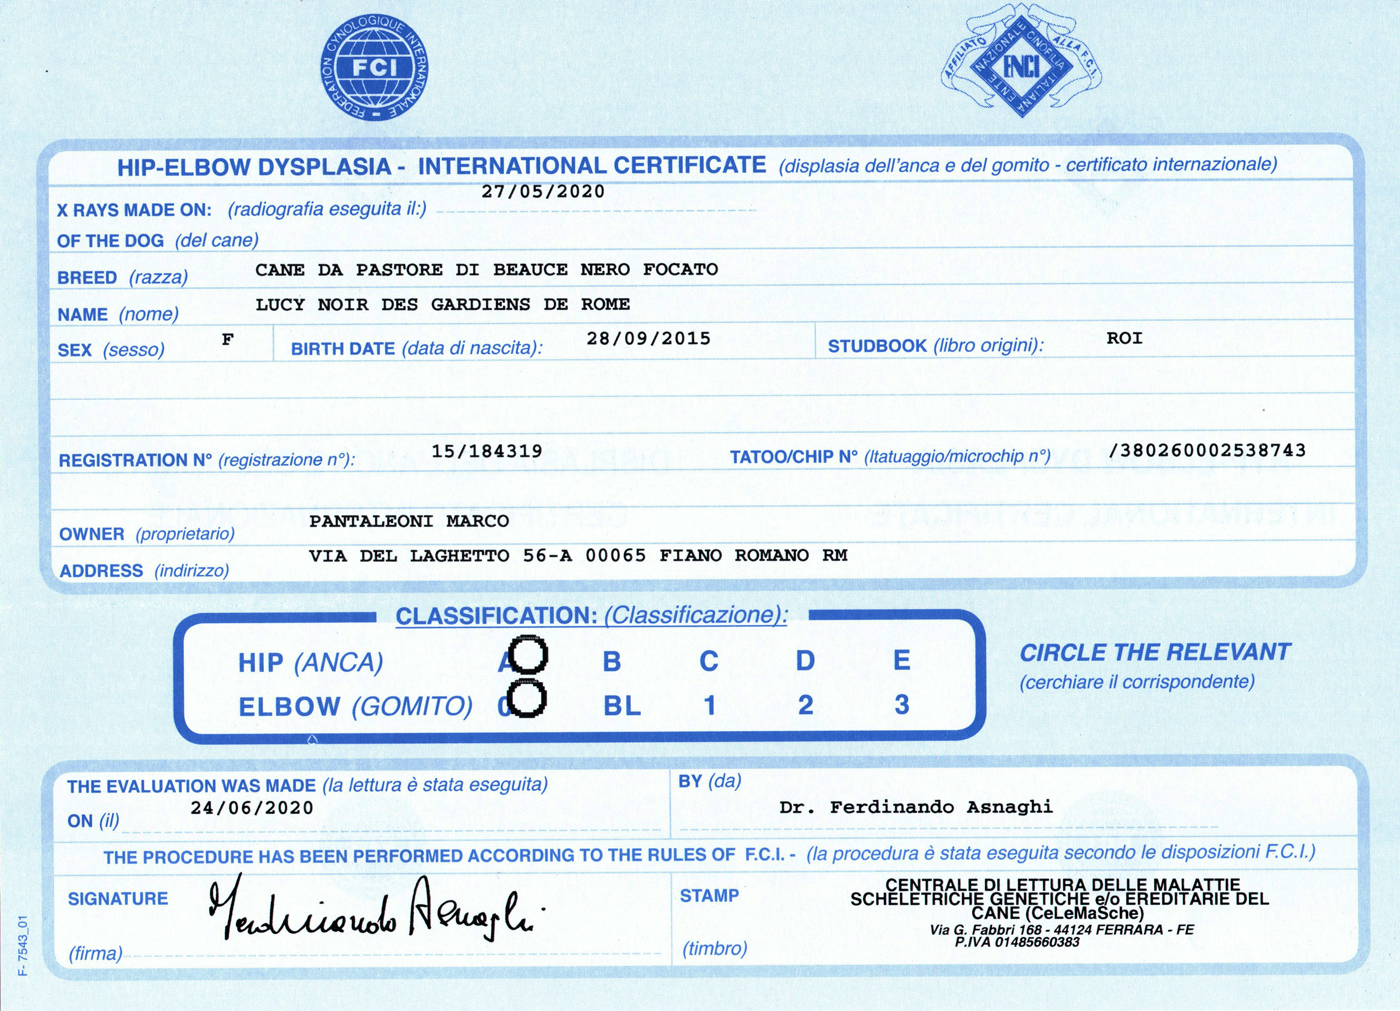 FEDERATION CYNOLOGIQUE INTERNATIONALE
FCI
AFFILIATO ALLA F.C.I.
ENTE NAZIONALE CINOFILIA ITALIANA
ENCI
HIP-ELBOW DYSPLASIA - INTERNATIONAL CERTIFICATE (displasia dell'anca e del gomito - certificato internazionale)
X RAYS MADE ON: (radiografia eseguita il:) 27/05/2020
OF THE DOG (del cane)
BREED (razza) CANE DA PASTORE DI BEAUCE NERO FOCATO
NAME (nome) LUCY NOIR DES GARDIENS DE ROME
SEX (sesso) F BIRTH DATE (data di nascita): 28/09/2015 STUDBOOK (libro origini): ROI
REGISTRATION N° (registrazione n°): 15/184319 TATOO/CHIP N° (ltatuaggio/microchip n°) /380260002538743
OWNER (proprietario) PANTALEONI MARCO
ADDRESS (indirizzo) VIA DEL LAGHETTO 56-A 00065 FIANO ROMANO RM
CLASSIFICATION: (Classificazione):
HIP (ANCA) A B C D E
ELBOW (GOMITO) 0 BL 1 2 3
CIRCLE THE RELEVANT
(cerchiare il corrispondente)
THE EVALUATION WAS MADE (la lettura è stata eseguita)
ON (il) 24/06/2020
BY (da)
Dr. Ferdinando Asnaghi
THE PROCEDURE HAS BEEN PERFORMED ACCORDING TO THE RULES OF F.C.I. - (la procedura è stata eseguita secondo le disposizioni F.C.I.)
SIGNATURE
Ferdinando Asnaghi
(firma)
STAMP
(timbro)
CENTRALE DI LETTURA DELLE MALATTIE
SCHELETRICHE GENETICHE e/o EREDITARIE DEL
CANE (CeLeMaSche)
Via G. Fabbri 168 - 44124 FERRARA - FE
P.IVA 01485660383
F- 7543_01